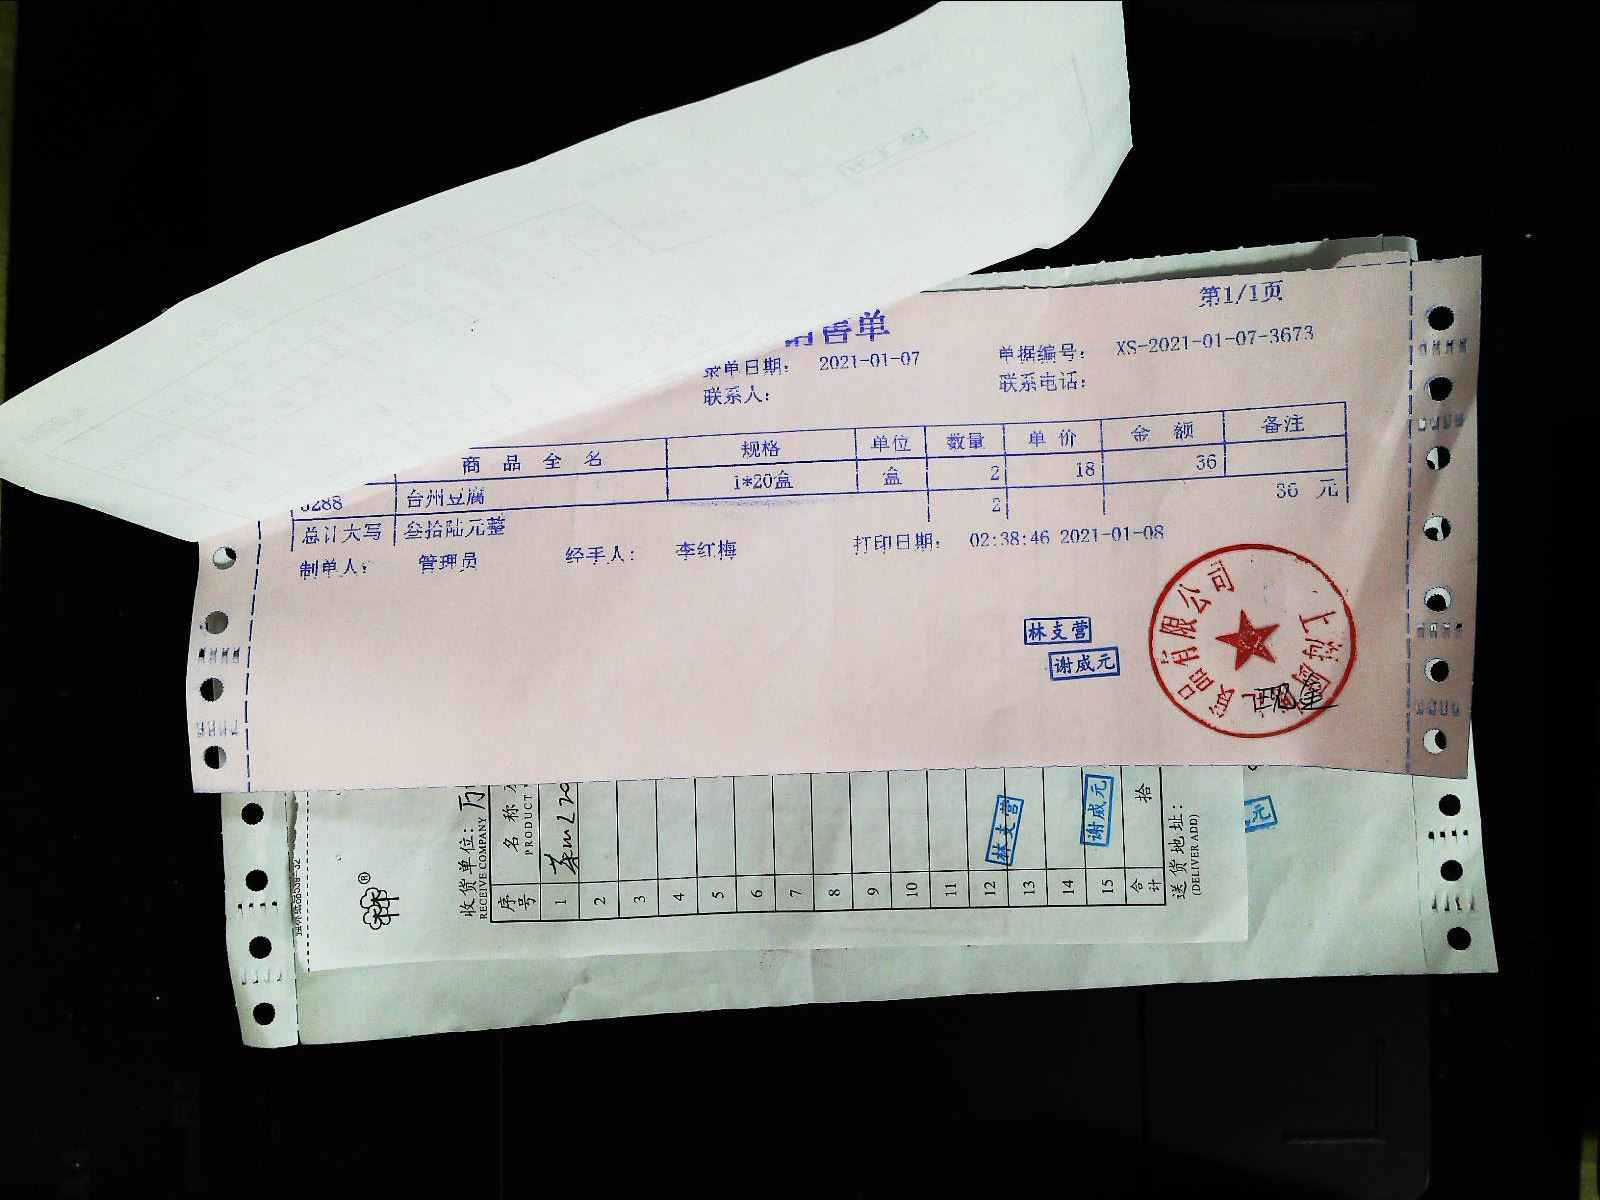 第1/1页
销售单
录单日期: 2021-01-07 单据编号: XS-2021-01-07-3673
联系人: 联系电话:
商 品 全 名 规格 单位 数量 单 价 金 额 备注
台州豆腐 1*20盒 盒 2 18 36
总计大写 叁拾陆元整 2 36 元
制单人: 管理员 经手人: 李红梅 打印日期: 02:38:46 2021-01-08
林支营
谢威元
上海 品有限公司
®
收货单位:
RECEIVE COMPANY
序号 名 称
PRODUCT
1
2
3
4
5
6
7
8
9
10
11
12
13
14
15
合计 拾
林支营
谢威元
送货地址:
(DELIVER ADD)
元